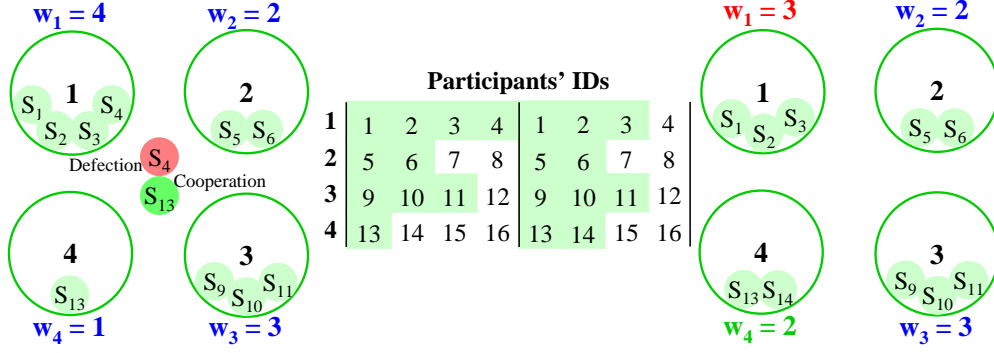 w₁ = 4
w₂ = 2
1
S₁ S₂ S₃ S₄
2
S₅ S₆
Defection S₄
Cooperation
S₁₃
4
S₁₃
w₄ = 1
3
S₉ S₁₀ S₁₁
w₃ = 3
Participants' IDs
1 1 2 3 4 1 2 3 4
2 5 6 7 8 5 6 7 8
3 9 10 11 12 9 10 11 12
4 13 14 15 16 13 14 15 16
w₁ = 3
w₂ = 2
1
S₁ S₂ S₃
2
S₅ S₆
4
S₁₃ S₁₄
w₄ = 2
3
S₉ S₁₀ S₁₁
w₃ = 3